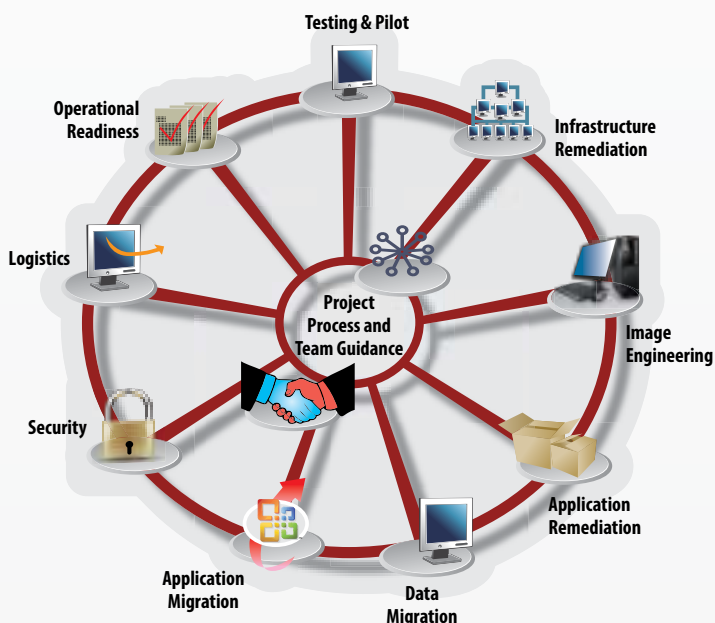 Testing & Pilot
Operational
Readiness
Infrastructure
Remediation
Logistics
Project
Process and
Team Guidance
Image
Engineering
Security
Application
Remediation
Application
Migration
Data
Migration